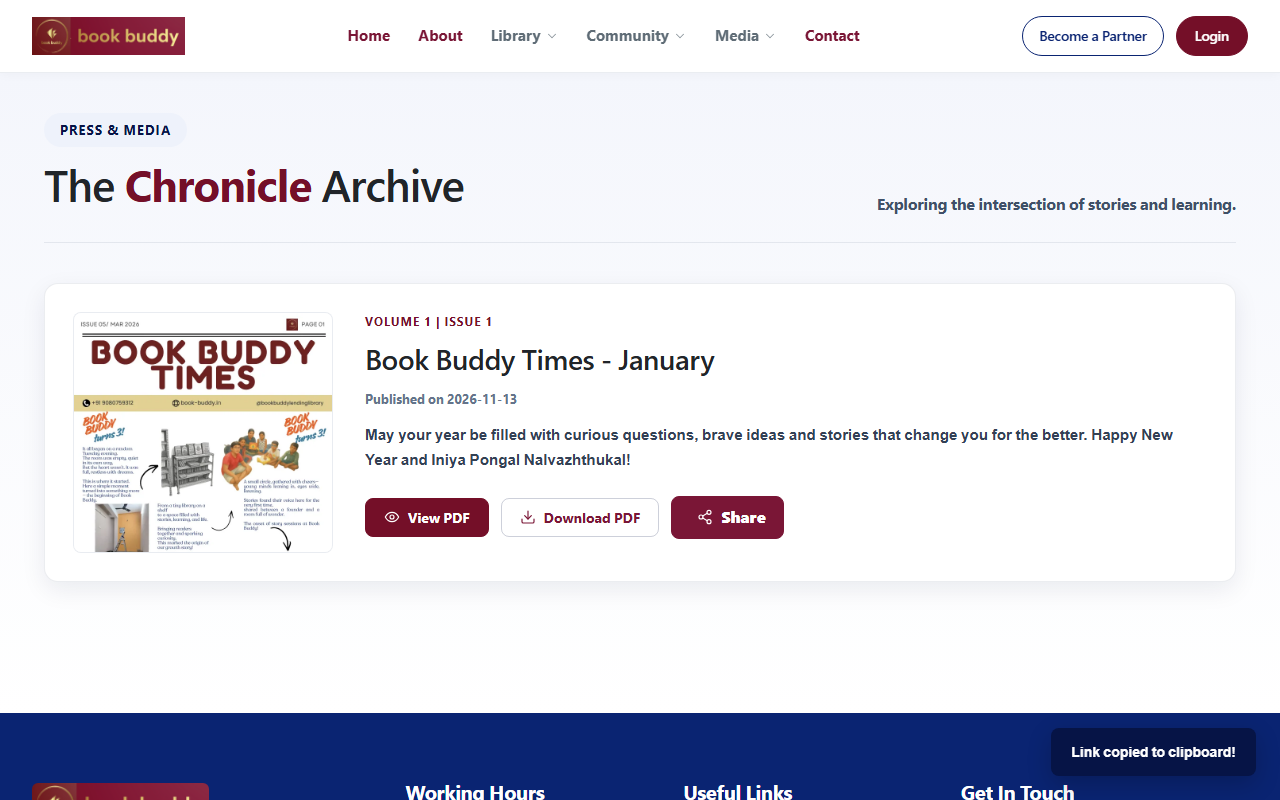 book buddy
Home
About
Library
Community
Media
Contact
Become a Partner
Login
PRESS & MEDIA
The Chronicle Archive
Exploring the intersection of stories and learning.
ISSUE 05/ MAR 2026
PAGE 01
BOOK BUDDY
TIMES
+91 9080759312
book-buddy.in
@bookbuddylendinglibrary
BOOK
BUDDY
turns 3!
BOOK
BUDDY
turns 3!
VOLUME 1 | ISSUE 1
Book Buddy Times - January
Published on 2026-11-13
May your year be filled with curious questions, brave ideas and stories that change you for the better. Happy New
Year and Iniya Pongal Nalvazhthukal!
View PDF
Download PDF
Share
Link copied to clipboard!
Working Hours
Useful Links
Get In Touch